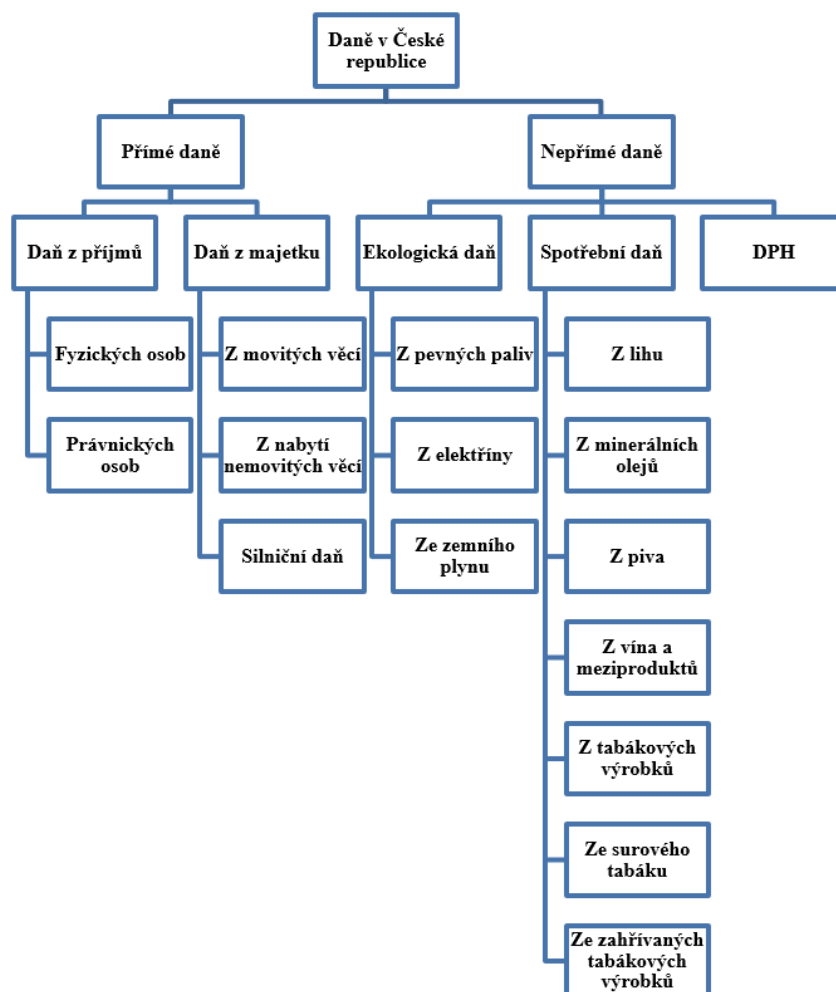 Daně v České
republice
Přímé daně
Nepřímé daně
Daň z příjmů
Daň z majetku
Ekologická daň
Spotřební daň
DPH
Fyzických osob
Z movitých věcí
Z pevných paliv
Z lihu
Právnických
osob
Z nabytí
nemovitých věcí
Z elektříny
Z minerálních
olejů
Silniční daň
Ze zemního
plynu
Z piva
Z vína a
meziproduktů
Z tabákových
výrobků
Ze surového
tabáku
Ze zahřívaných
tabákových
výrobků